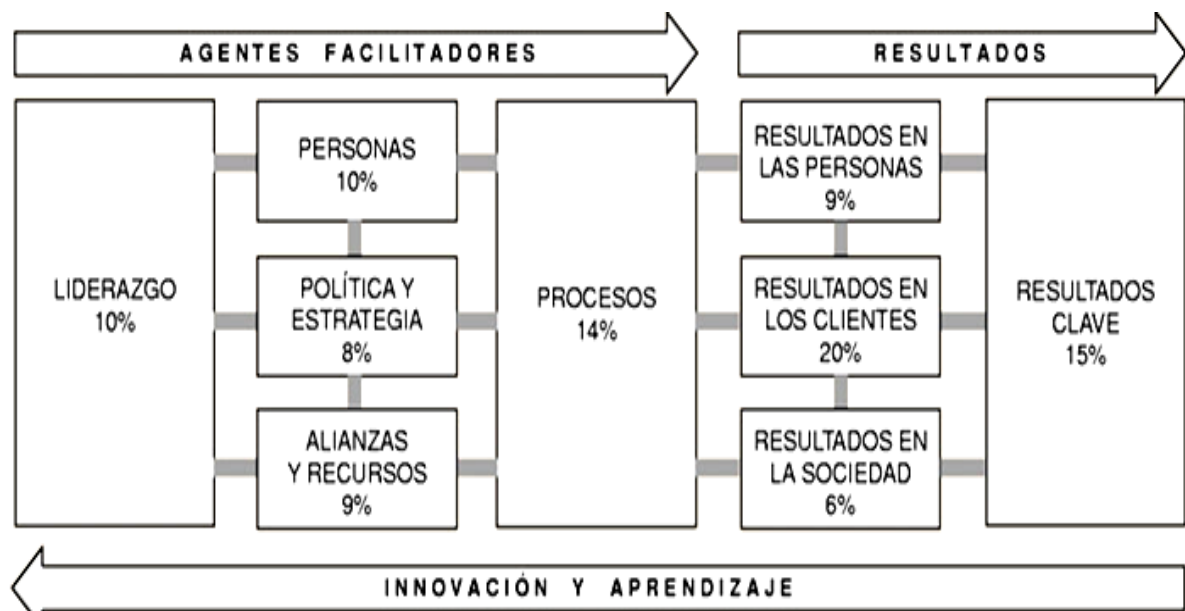 AGENTES FACILITADORES
RESULTADOS
LIDERAZGO
10%
PERSONAS
10%
POLÍTICA Y
ESTRATEGIA
8%
ALIANZAS
Y RECURSOS
9%
PROCESOS
14%
RESULTADOS EN
LAS PERSONAS
9%
RESULTADOS EN
LOS CLIENTES
20%
RESULTADOS EN
LA SOCIEDAD
6%
RESULTADOS
CLAVE
15%
INNOVACIÓN Y APRENDIZAJE